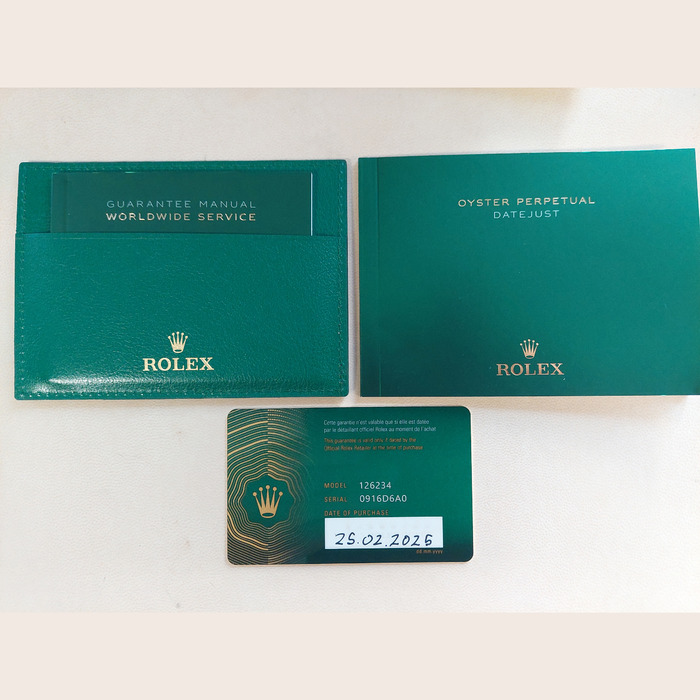 GUARANTEE MANUAL
WORLDWIDE SERVICE
ROLEX
OYSTER PERPETUAL
DATEJUST
ROLEX
Cette garantie n'est valable que si elle est datée
par le détaillant officiel Rolex au moment de l'achat
This guarantee is valid only if dated by the
Official Rolex Retailer at the time of purchase
MODEL 126234
SERIAL 0916D6A0
DATE OF PURCHASE
25.02.2025
dd mm yyyy